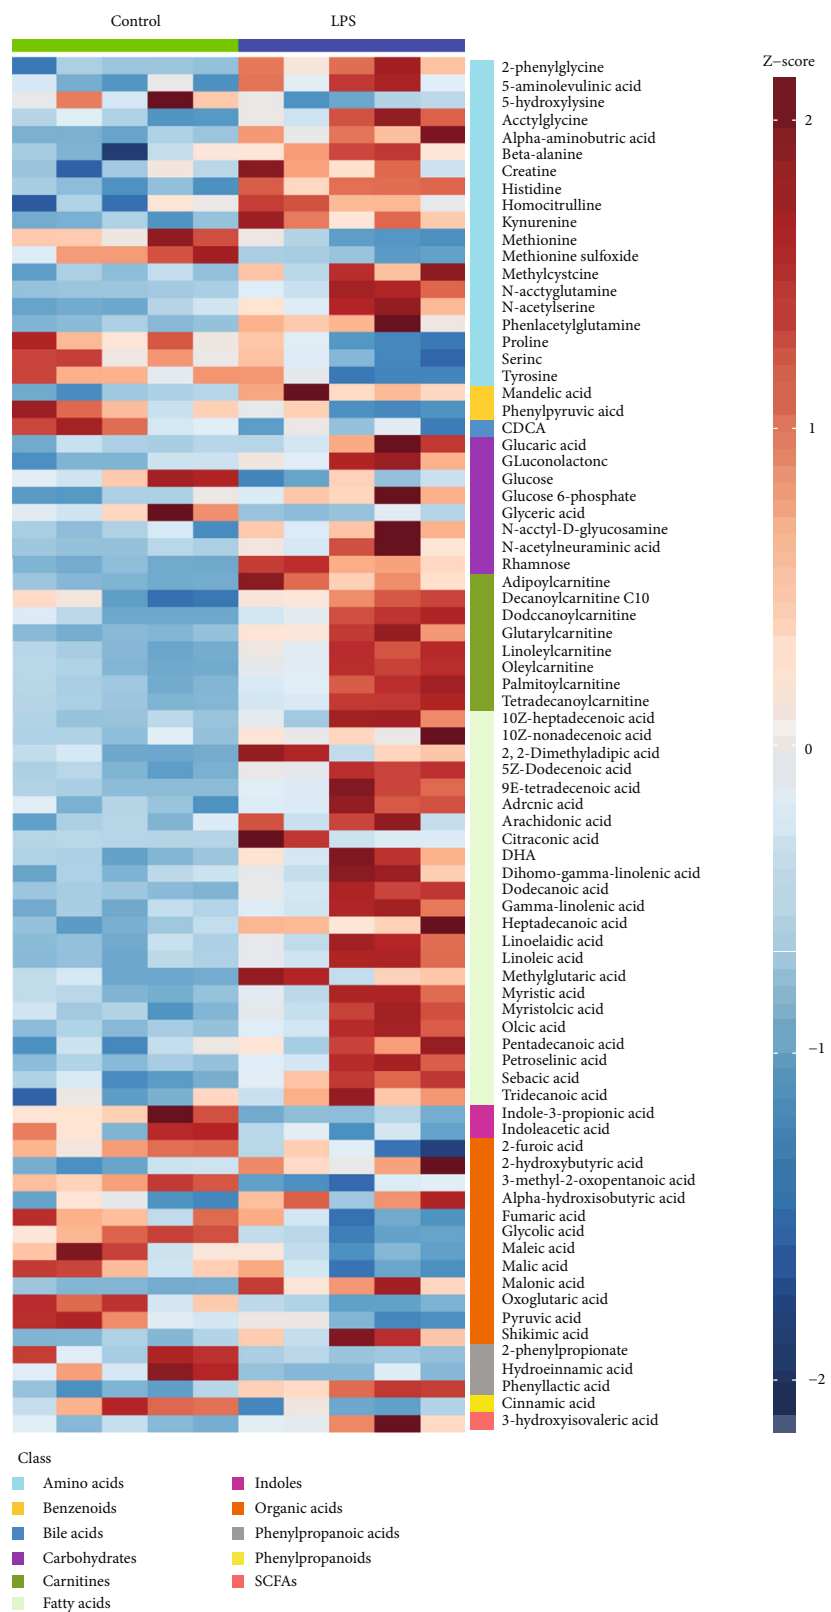 Control LPS
Z−score
2-phenylglycine
5-aminolevulinic acid
5-hydroxylysine
Acctylglycine
Alpha-aminobutric acid
Beta-alanine
Creatine
Histidine
Homocitrulline
Kynurenine
Methionine
Methionine sulfoxide
Methylcystcine
N-acctyglutamine
N-acetylserine
Phenlacetylglutamine
Proline
Serinc
Tyrosine
Mandelic acid
Phenylpyruvic aicd
CDCA
Glucaric acid
GLuconolactonc
Glucose
Glucose 6-phosphate
Glyceric acid
N-acctyl-D-glyucosamine
N-acetylneuraminic acid
Rhamnose
Adipoylcarnitine
Decanoylcarnitine C10
Dodccanoylcarnitine
Glutarylcarnitine
Linoleylcarnitine
Oleylcarnitine
Palmitoylcarnitine
Tetradecanoylcarnitine
10Z-heptadecenoic acid
10Z-nonadecenoic acid
2, 2-Dimethyladipic acid
5Z-Dodecenoic acid
9E-tetradecenoic acid
Adrcnic acid
Arachidonic acid
Citraconic acid
DHA
Dihomo-gamma-linolenic acid
Dodecanoic acid
Gamma-linolenic acid
Heptadecanoic acid
Linoelaidic acid
Linoleic acid
Methylglutaric acid
Myristic acid
Myristolcic acid
Olcic acid
Pentadecanoic acid
Petroselinic acid
Sebacic acid
Tridecanoic acid
Indole-3-propionic acid
Indoleacetic acid
2-furoic acid
2-hydroxybutyric acid
3-methyl-2-oxopentanoic acid
Alpha-hydroxisobutyric acid
Fumaric acid
Glycolic acid
Maleic acid
Malic acid
Malonic acid
Oxoglutaric acid
Pyruvic acid
Shikimic acid
2-phenylpropionate
Hydroeinnamic acid
Phenyllactic acid
Cinnamic acid
3-hydroxyisovaleric acid
2
1
0
−1
−2
Class
Amino acids
Benzenoids
Bile acids
Carbohydrates
Carnitines
Fatty acids
Indoles
Organic acids
Phenylpropanoic acids
Phenylpropanoids
SCFAs